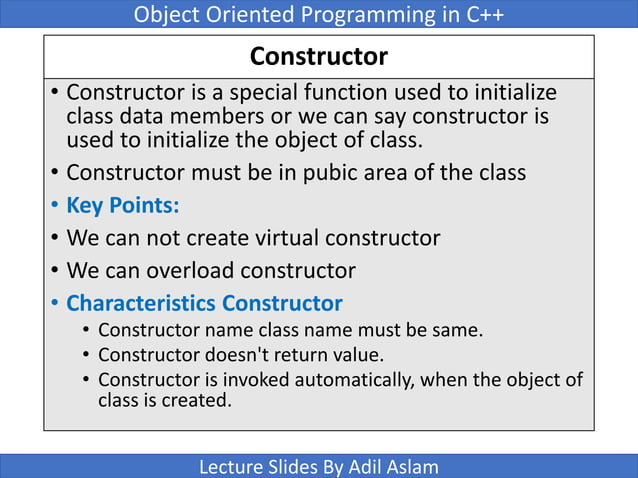 Object Oriented Programming in C++
Constructor
• Constructor is a special function used to initialize
class data members or we can say constructor is
used to initialize the object of class.
• Constructor must be in pubic area of the class
• Key Points:
• We can not create virtual constructor
• We can overload constructor
• Characteristics Constructor
• Constructor name class name must be same.
• Constructor doesn't return value.
• Constructor is invoked automatically, when the object of
class is created.
Lecture Slides By Adil Aslam